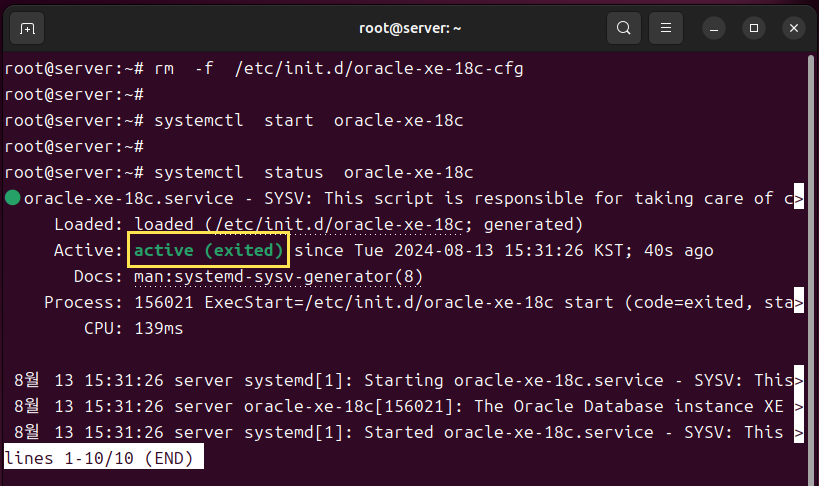 root@server: ~
root@server:~# rm  -f  /etc/init.d/oracle-xe-18c-cfg
root@server:~#
root@server:~# systemctl  start  oracle-xe-18c
root@server:~#
root@server:~# systemctl  status  oracle-xe-18c
oracle-xe-18c.service - SYSV: This script is responsible for taking care of c>
Loaded: loaded (/etc/init.d/oracle-xe-18c; generated)
Active: active (exited) since Tue 2024-08-13 15:31:26 KST; 40s ago
Docs: man:systemd-sysv-generator(8)
Process: 156021 ExecStart=/etc/init.d/oracle-xe-18c start (code=exited, sta>
CPU: 139ms
8월 13 15:31:26 server systemd[1]: Starting oracle-xe-18c.service - SYSV: This>
8월 13 15:31:26 server oracle-xe-18c[156021]: The Oracle Database instance XE >
8월 13 15:31:26 server systemd[1]: Started oracle-xe-18c.service - SYSV: This >
lines 1-10/10 (END)